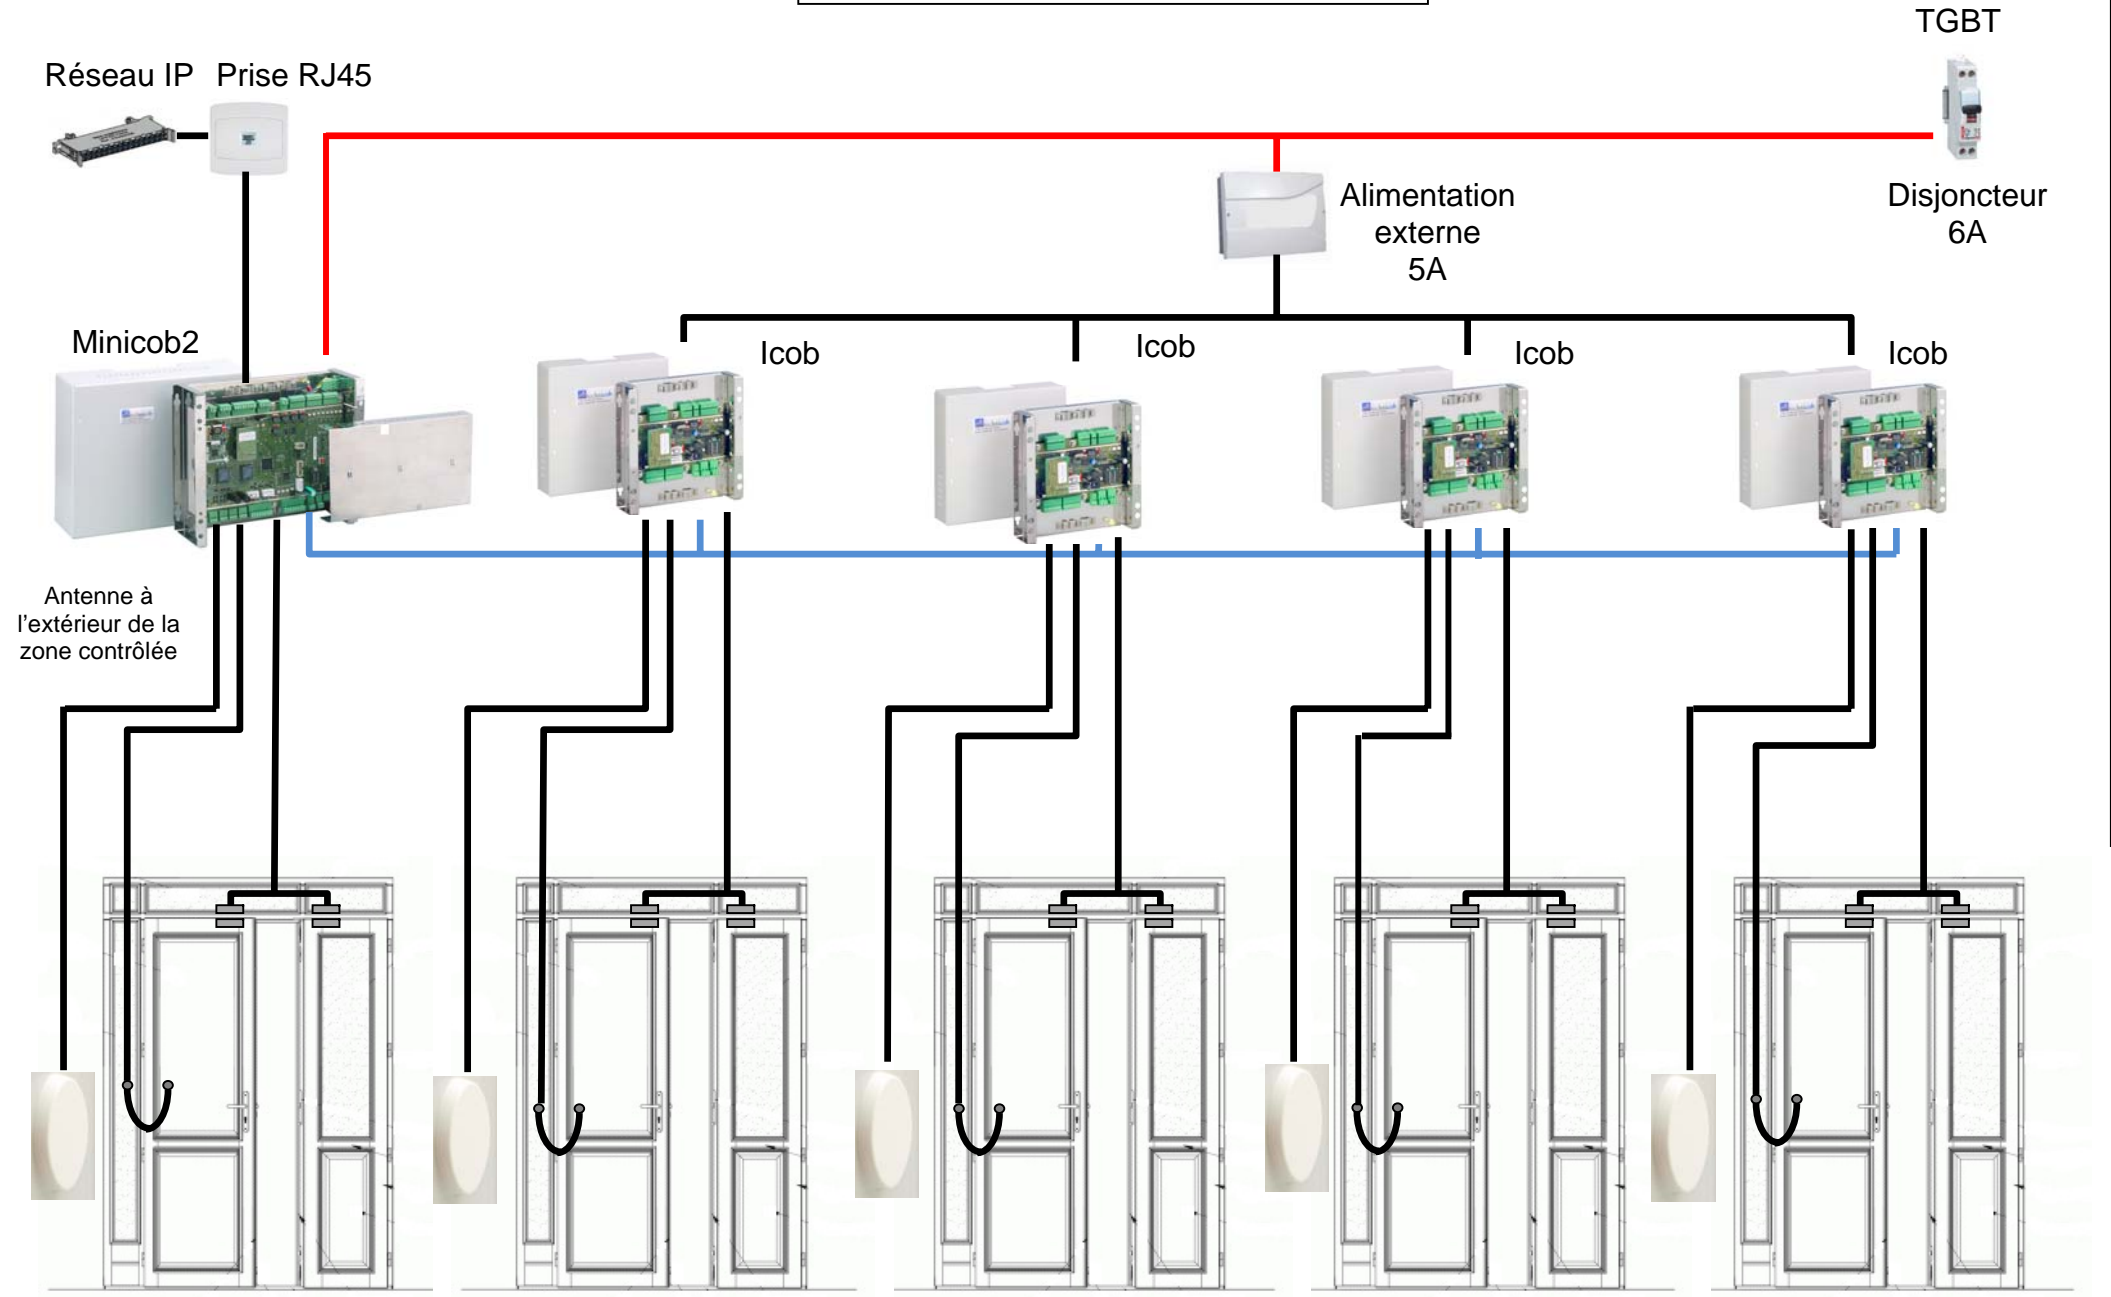 TGBT
Réseau IP
Prise RJ45
Alimentation
externe
5A
Disjoncteur
6A
Minicob2
Icob
Icob
Icob
Icob
Antenne à
l'extérieur de la
zone contrôlée